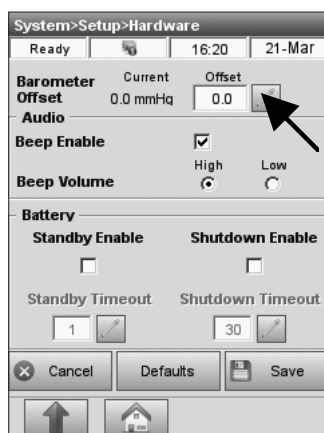 System>Setup>Hardware
Ready 16:20 21-Mar
Current Offset
Barometer
Offset 0.0 mmHg 0.0
Audio
Beep Enable
High Low
Beep Volume
Battery
Standby Enable Shutdown Enable
Standby Timeout Shutdown Timeout
1 30
Cancel Defaults Save